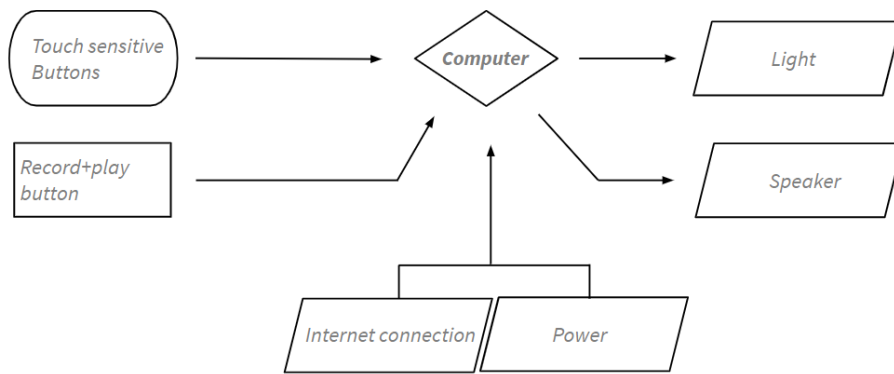 Touch sensitive
Buttons
Computer
Light
Record+play
button
Speaker
Internet connection
Power